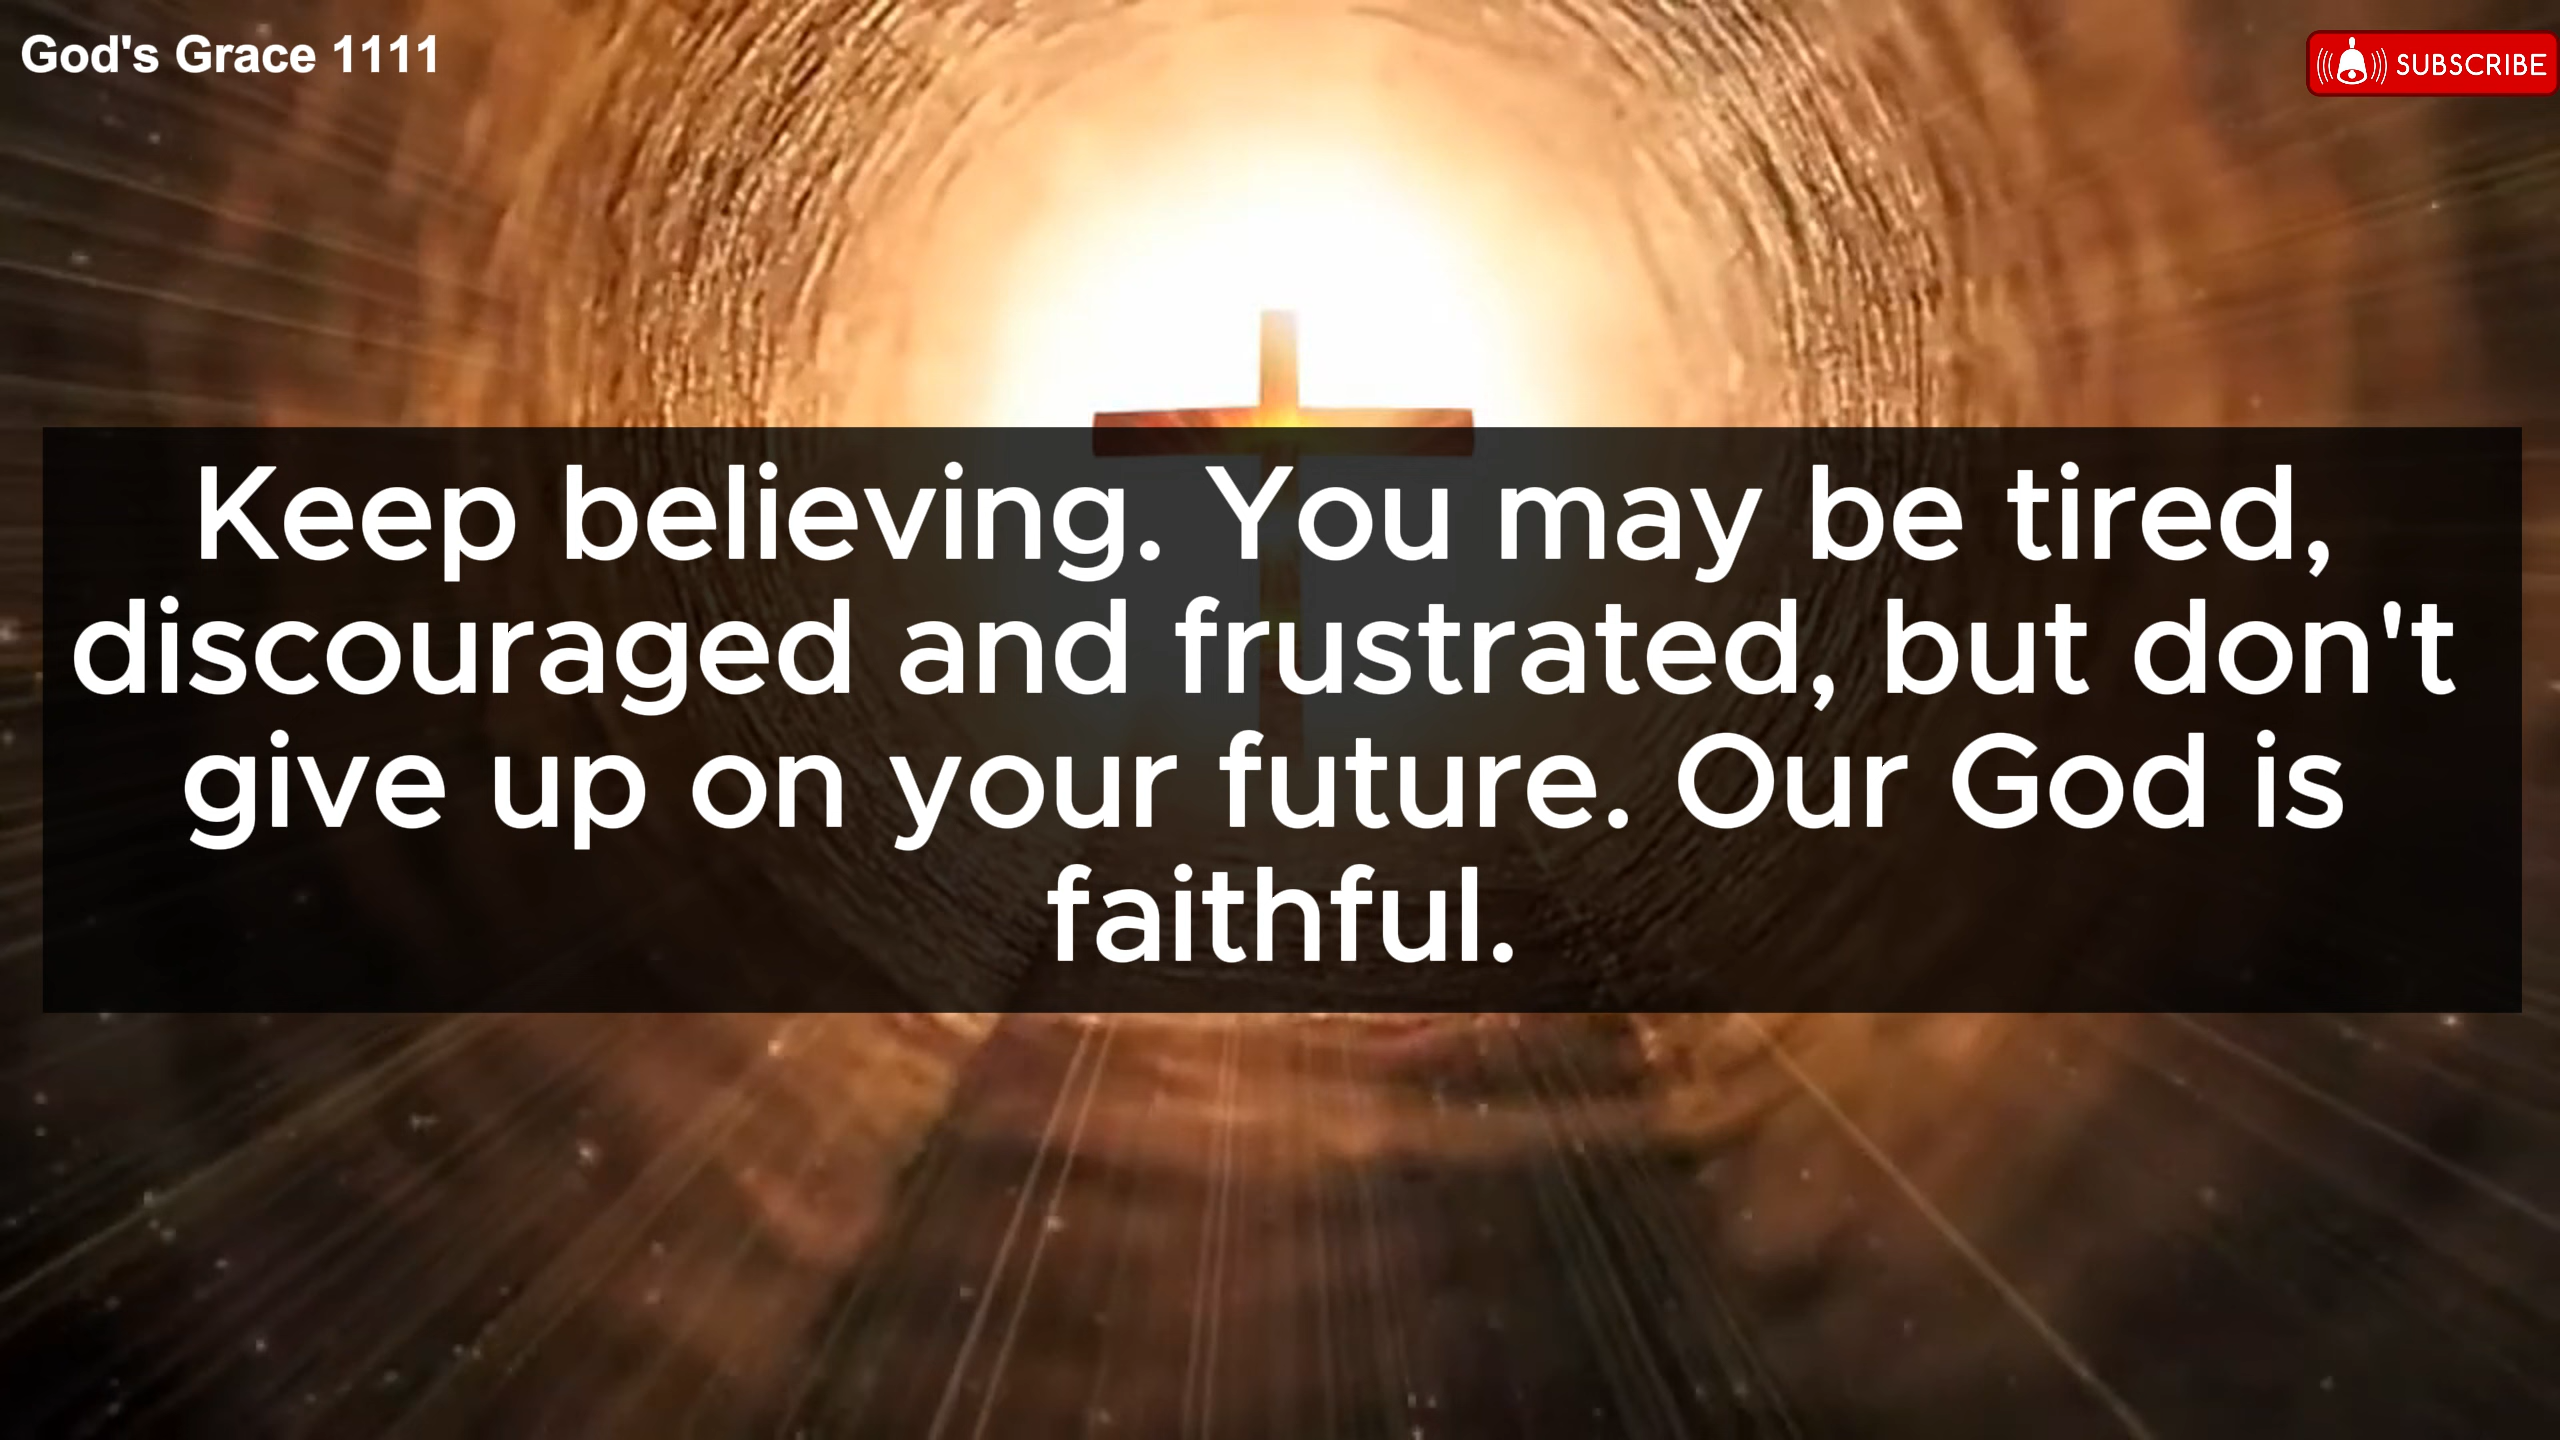 God's Grace 1111
SUBSCRIBE
Keep believing. You may be tired,
discouraged and frustrated, but don't
give up on your future. Our God is
faithful.